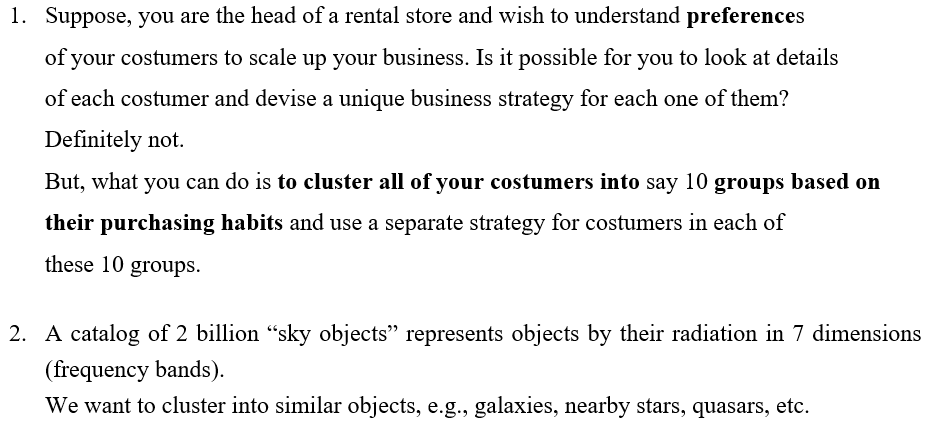 1. Suppose, you are the head of a rental store and wish to understand preferences
of your costumers to scale up your business. Is it possible for you to look at details
of each costumer and devise a unique business strategy for each one of them?
Definitely not.
But, what you can do is to cluster all of your costumers into say 10 groups based on
their purchasing habits and use a separate strategy for costumers in each of
these 10 groups.
2. A catalog of 2 billion “sky objects” represents objects by their radiation in 7 dimensions
(frequency bands).
We want to cluster into similar objects, e.g., galaxies, nearby stars, quasars, etc.